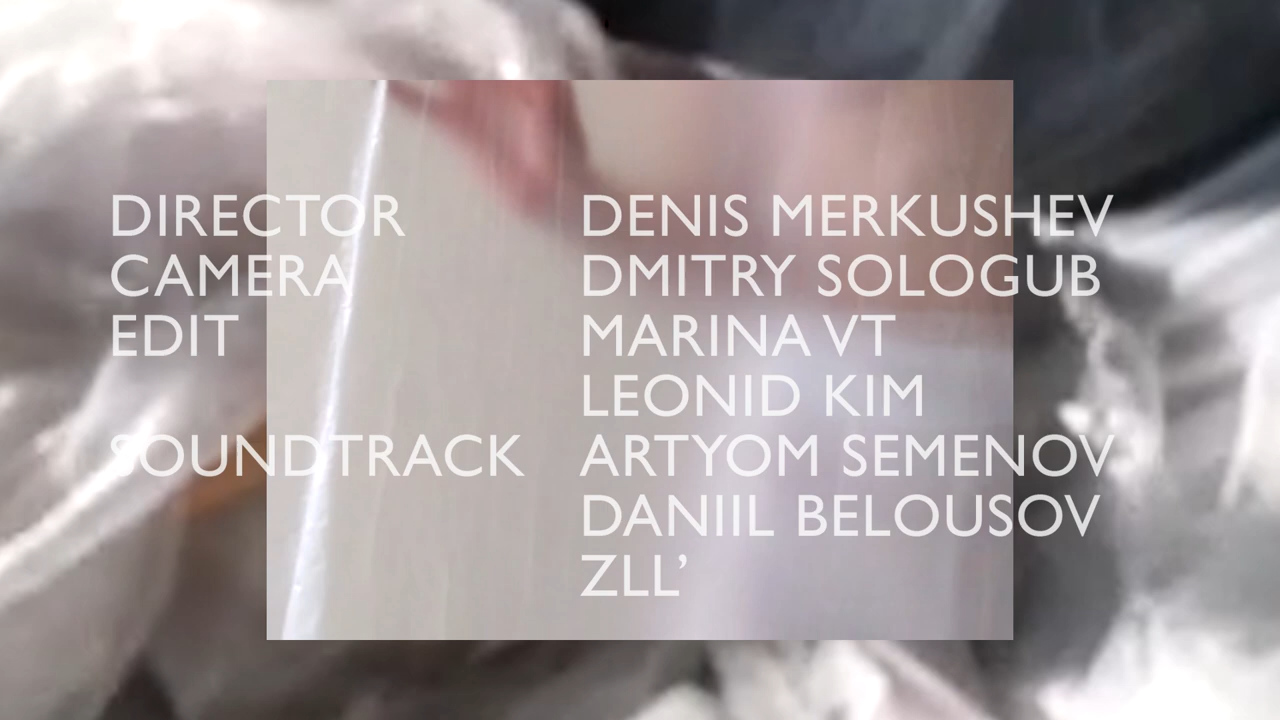 DIRECTOR DENIS MERKUSHEV
CAMERA DMITRY SOLOGUB
EDIT MARINA VT
LEONID KIM
SOUNDTRACK ARTYOM SEMENOV
DANIIL BELOUSOV
ZLL’